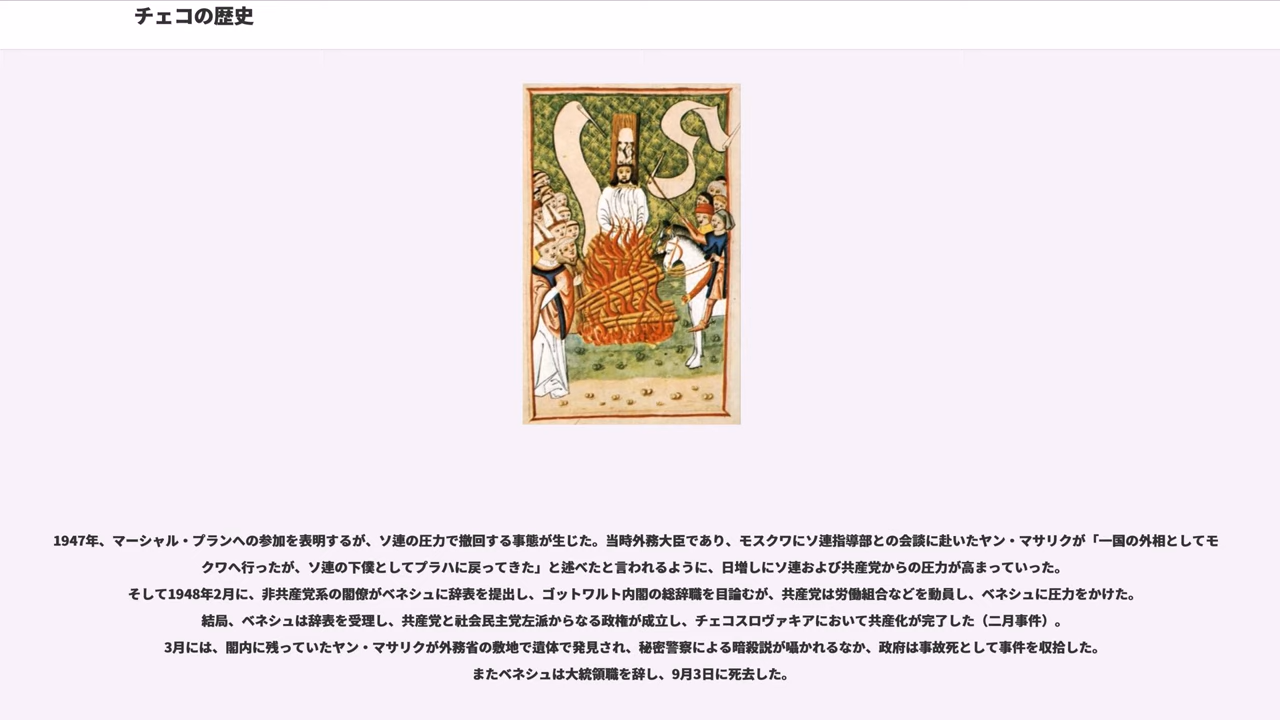 チェコの歴史
1947年、マーシャル・プランへの参加を表明するが、ソ連の圧力で撤回する事態が生じた。当時外務大臣であり、モスクワにソ連指導部との会談に赴いたヤン・マサリクが「一国の外相としてモ
クワへ行ったが、ソ連の下僕としてプラハに戻ってきた」と述べたと言われるように、日増しにソ連および共産党からの圧力が高まっていった。
そして1948年2月に、非共産党系の閣僚がベネシュに辞表を提出し、ゴットワルト内閣の総辞職を目論むが、共産党は労働組合などを動員し、ベネシュに圧力をかけた。
結局、ベネシュは辞表を受理し、共産党と社会民主党左派からなる政権が成立し、チェコスロヴァキアにおいて共産化が完了した（二月事件）。
3月には、閣内に残っていたヤン・マサリクが外務省の敷地で遺体で発見され、秘密警察による暗殺説が囁かれるなか、政府は事故死として事件を収拾した。
またベネシュは大統領職を辞し、9月3日に死去した。